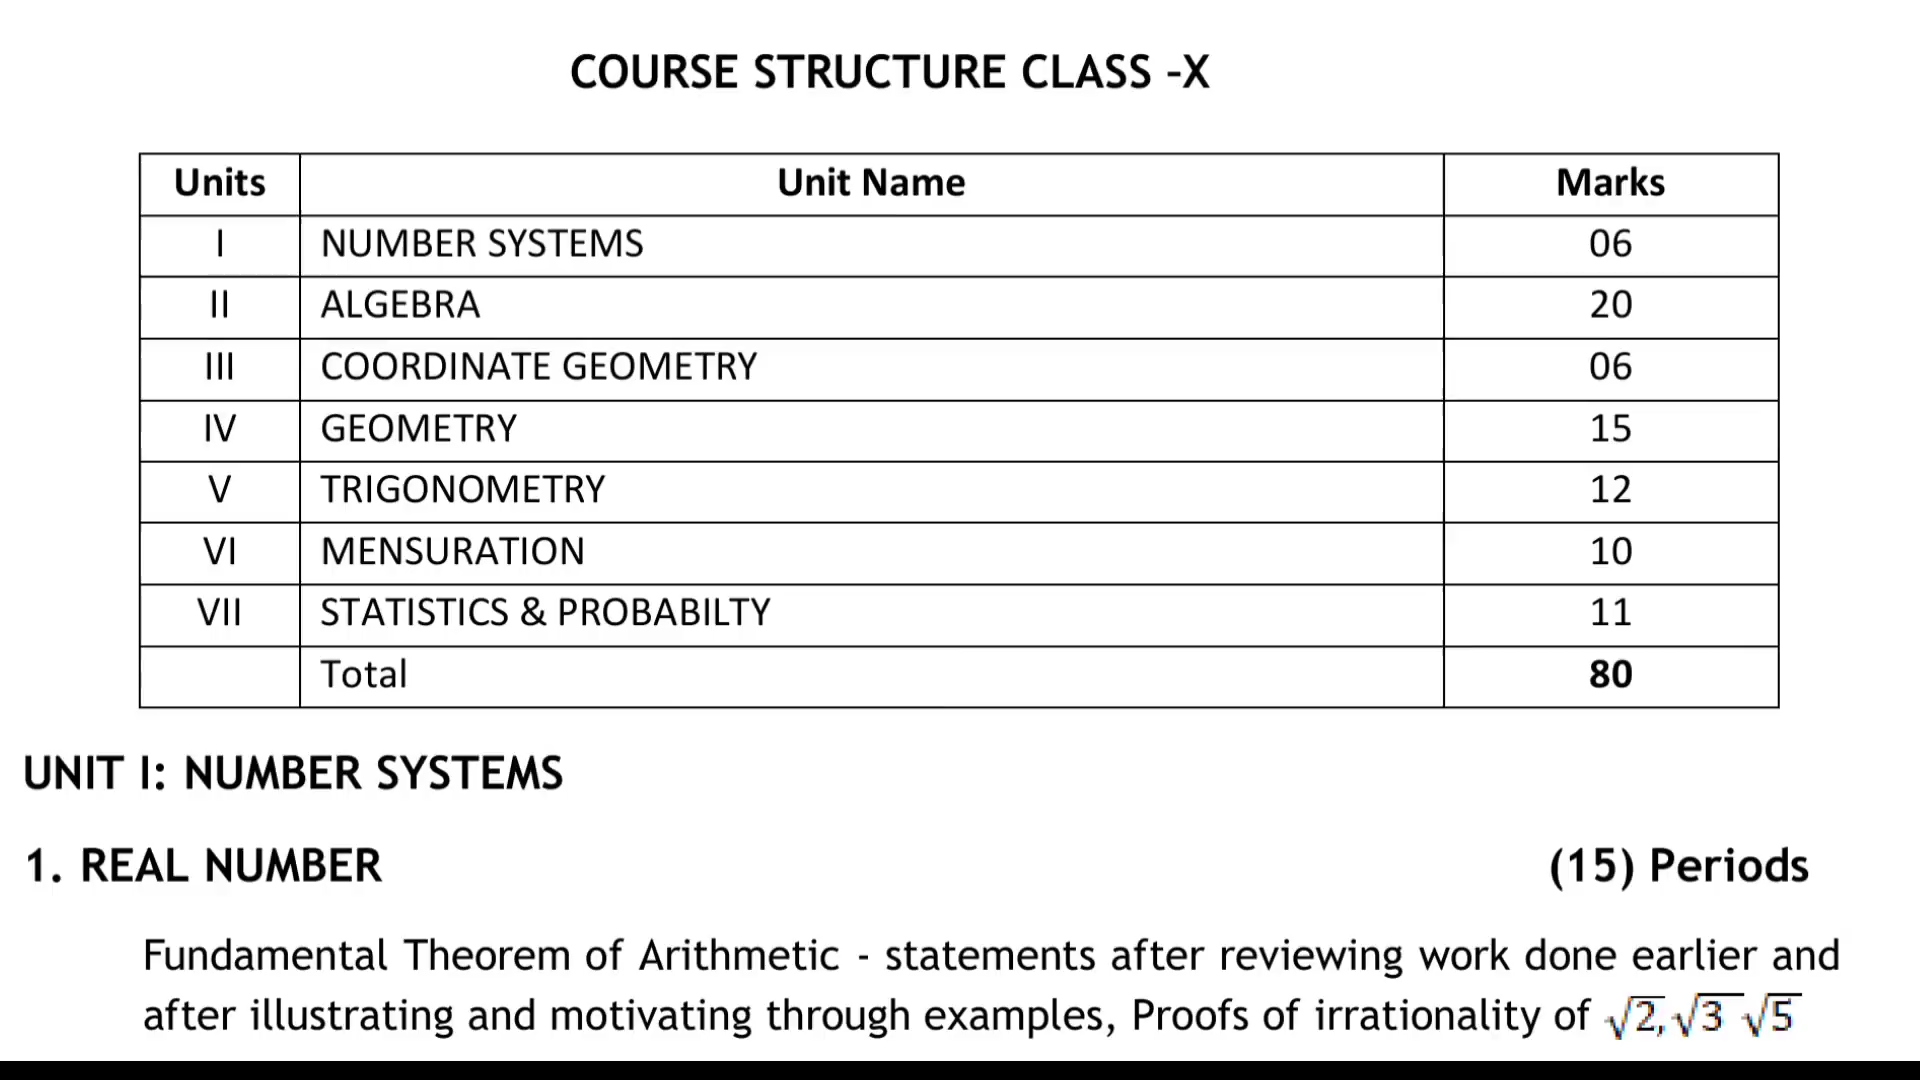 COURSE STRUCTURE CLASS -X
Units Unit Name Marks
I NUMBER SYSTEMS 06
II ALGEBRA 20
III COORDINATE GEOMETRY 06
IV GEOMETRY 15
V TRIGONOMETRY 12
VI MENSURATION 10
VII STATISTICS & PROBABILTY 11
Total 80
UNIT I: NUMBER SYSTEMS
1. REAL NUMBER (15) Periods
Fundamental Theorem of Arithmetic - statements after reviewing work done earlier and
after illustrating and motivating through examples, Proofs of irrationality of √2, √3 √5